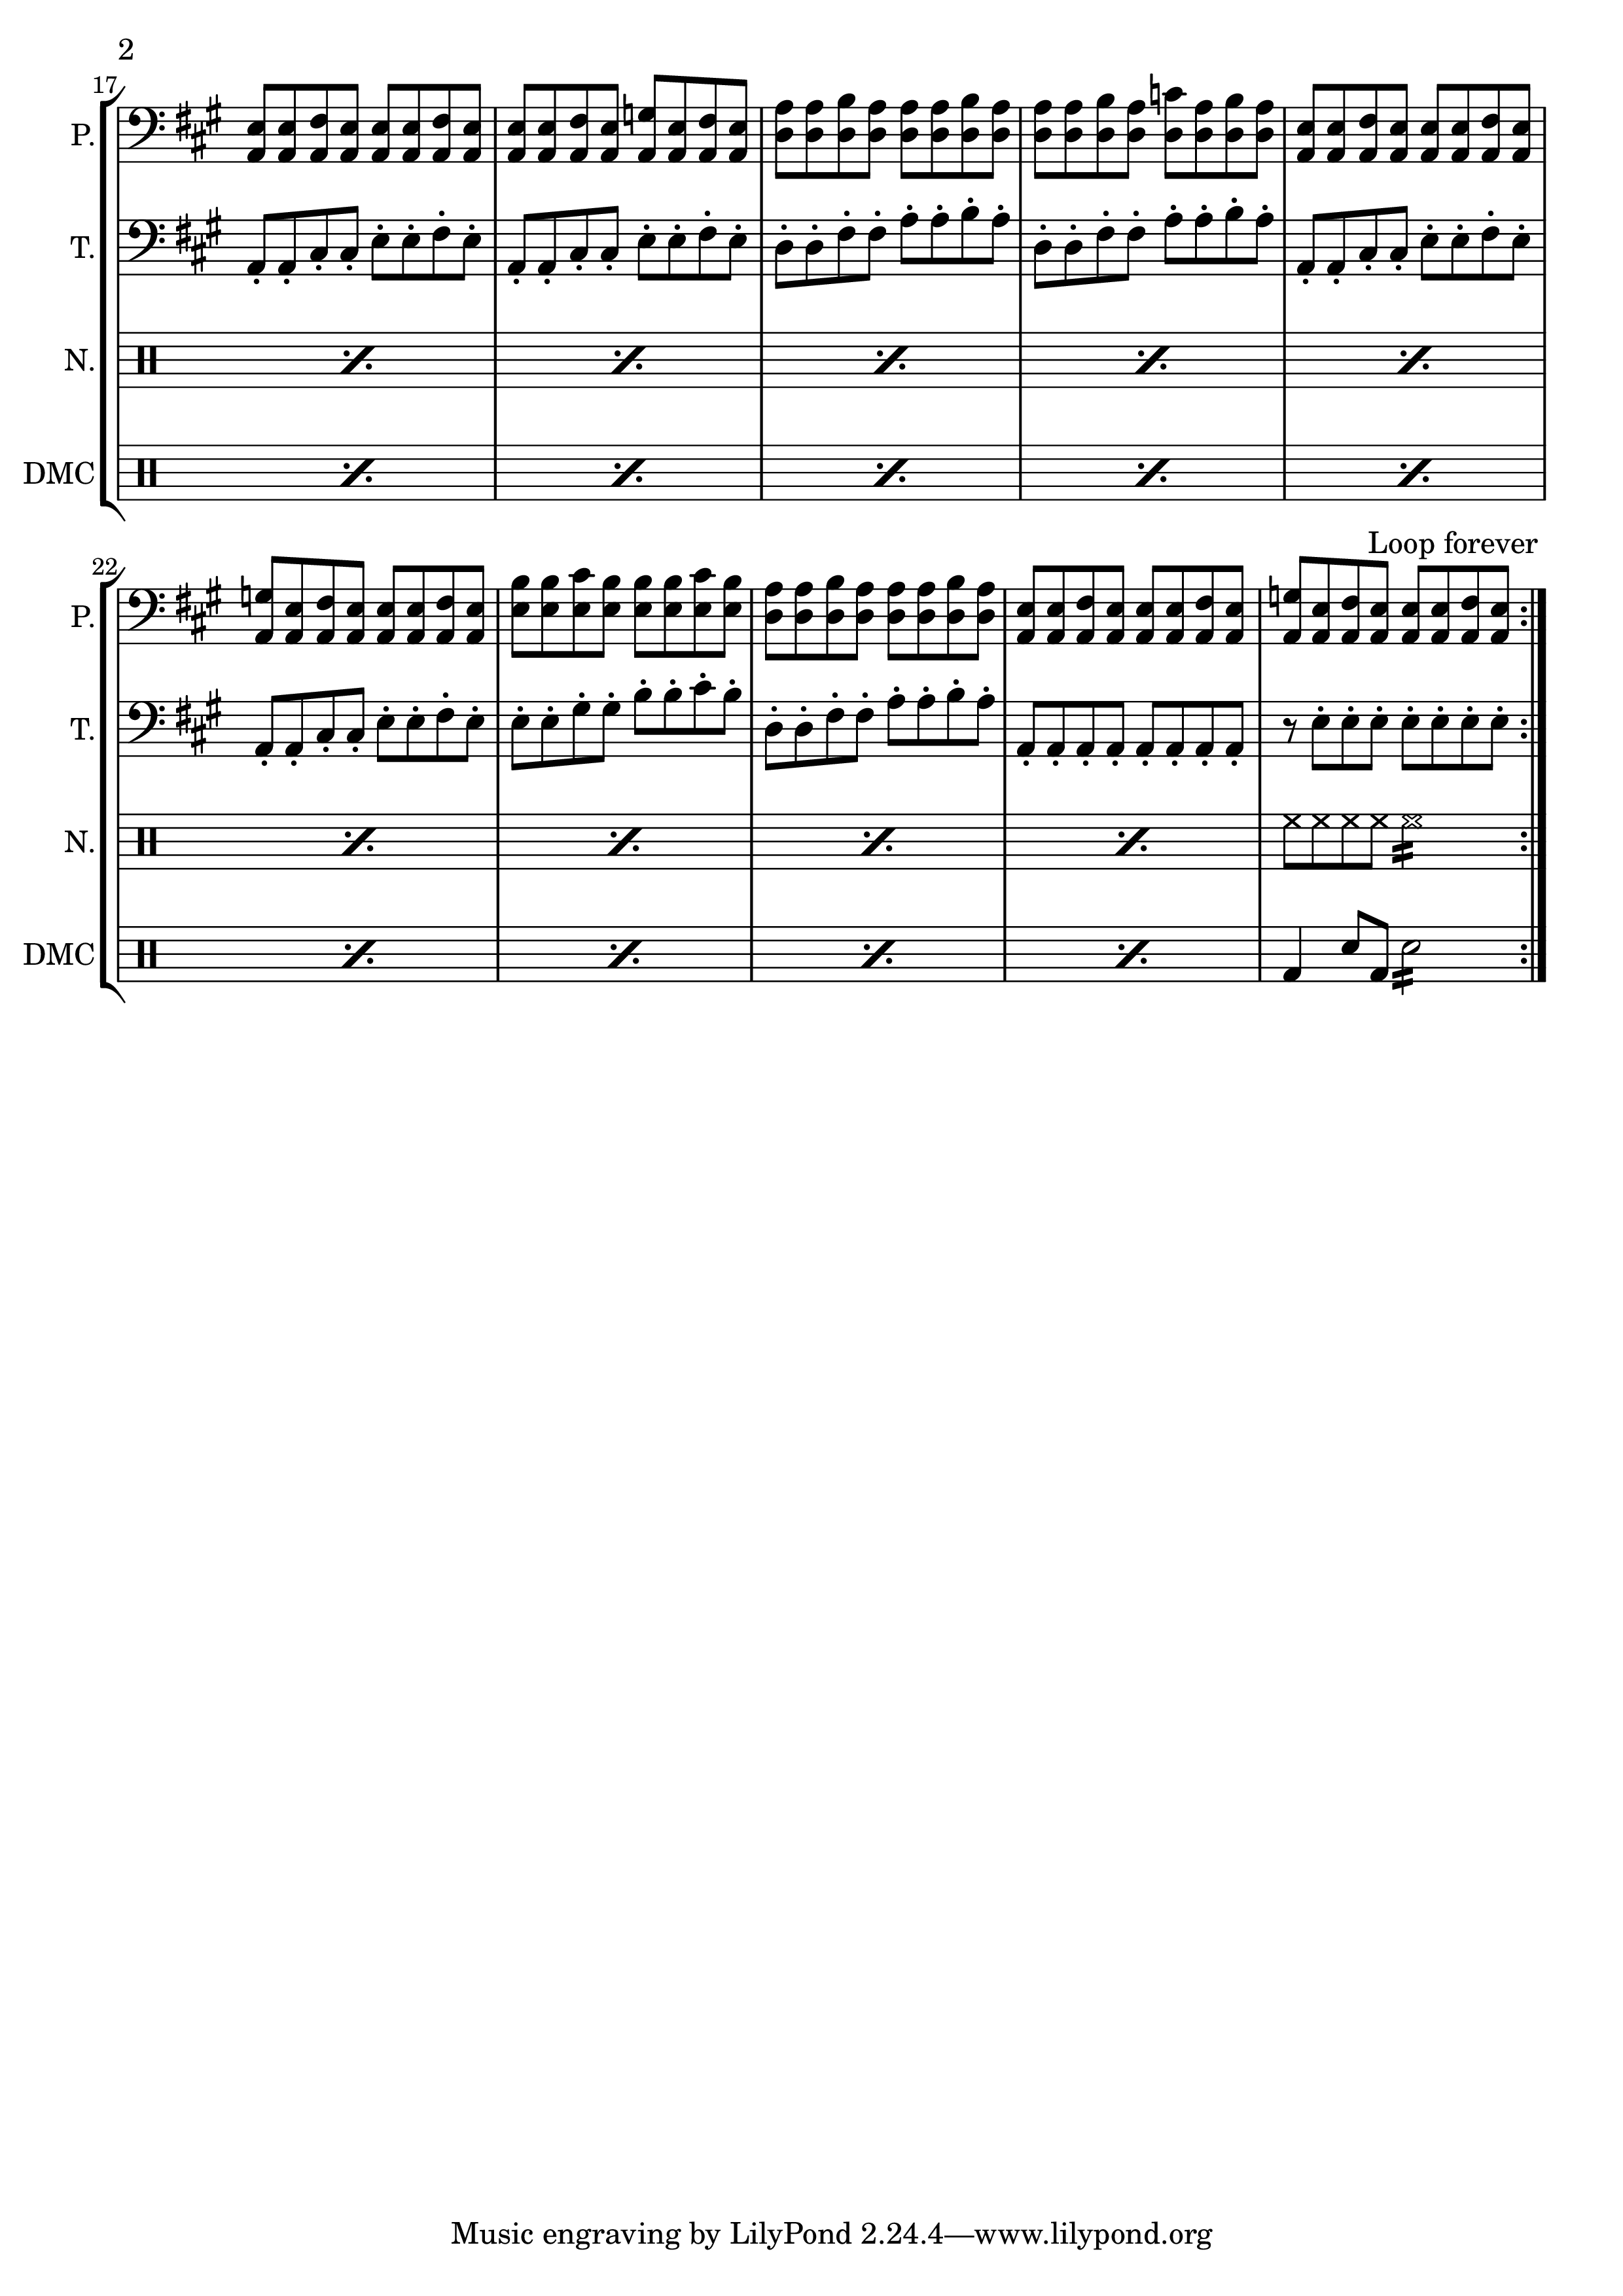 2
17
P.
T.
N.
DMC
Loop forever
22
P.
T.
N.
DMC
Music engraving by LilyPond 2.24.4—www.lilypond.org